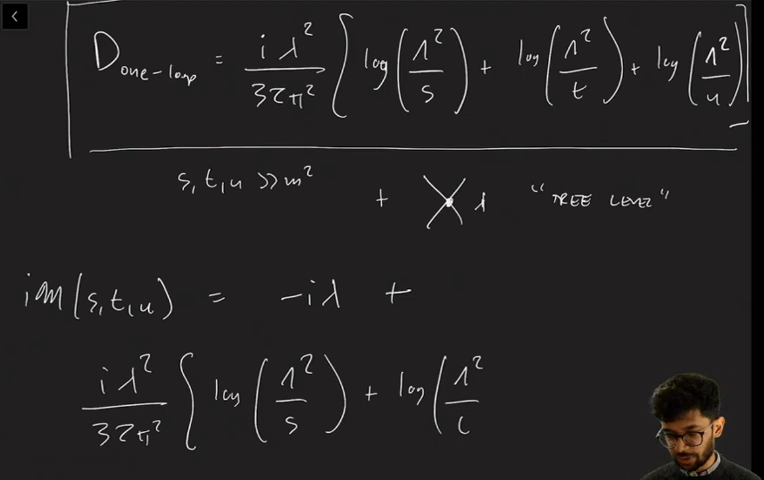 D_one-loop = iλ²/32π² { log(Λ²/s) + log(Λ²/t) + log(Λ²/u)
s,t,u >> m² + λ "TREE LEVEL"
iM(s,t,u) = -iλ +
iλ²/32π² { log(Λ²/s) + log(Λ²/